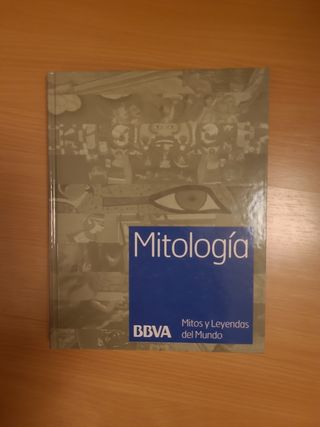 Mitología
BBVA
Mitos y Leyendas
del Mundo